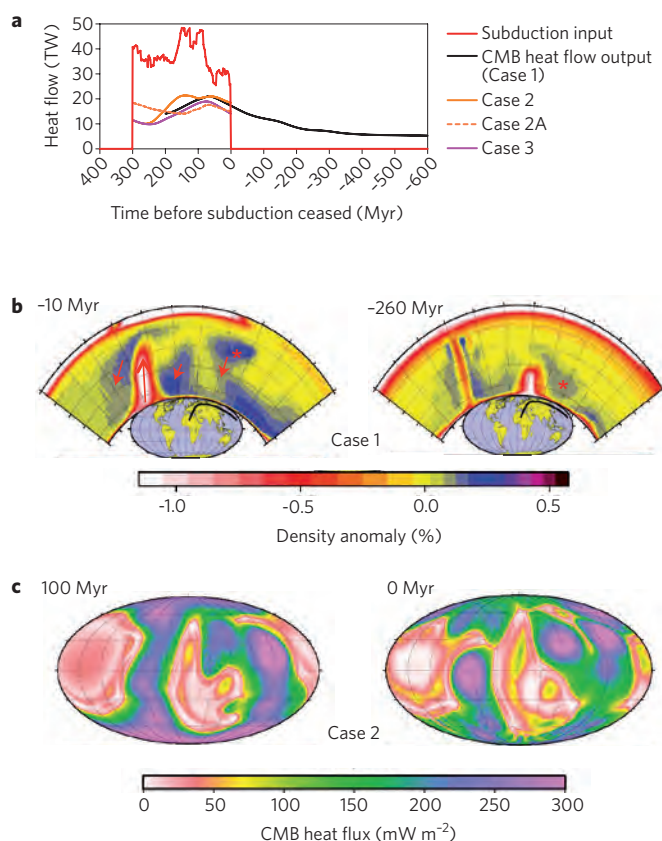 a
50
40
30
20
10
0
Heat flow (TW)
400 300 200 100 0 -100 -200 -300 -400 -500 -600
Time before subduction ceased (Myr)
Subduction input
CMB heat flow output
(Case 1)
Case 2
Case 2A
Case 3
b
–10 Myr
–260 Myr
*
*
Case 1
-1.0 -0.5 0.0 0.5
Density anomaly (%)
c
100 Myr
0 Myr
Case 2
0 50 100 150 200 250 300
CMB heat flux (mW m⁻²)